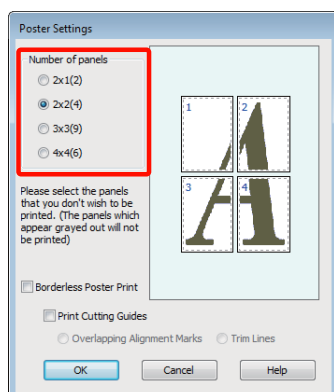 Poster Settings
Number of panels
2x1(2)
2x2(4)
3x3(9)
4x4(6)
1
2
3
4
Please select the panels
that you don't wish to be
printed. (The panels which
appear grayed out will not
be printed)
Borderless Poster Print
Print Cutting Guides
Overlapping Alignment Marks Trim Lines
OK Cancel Help